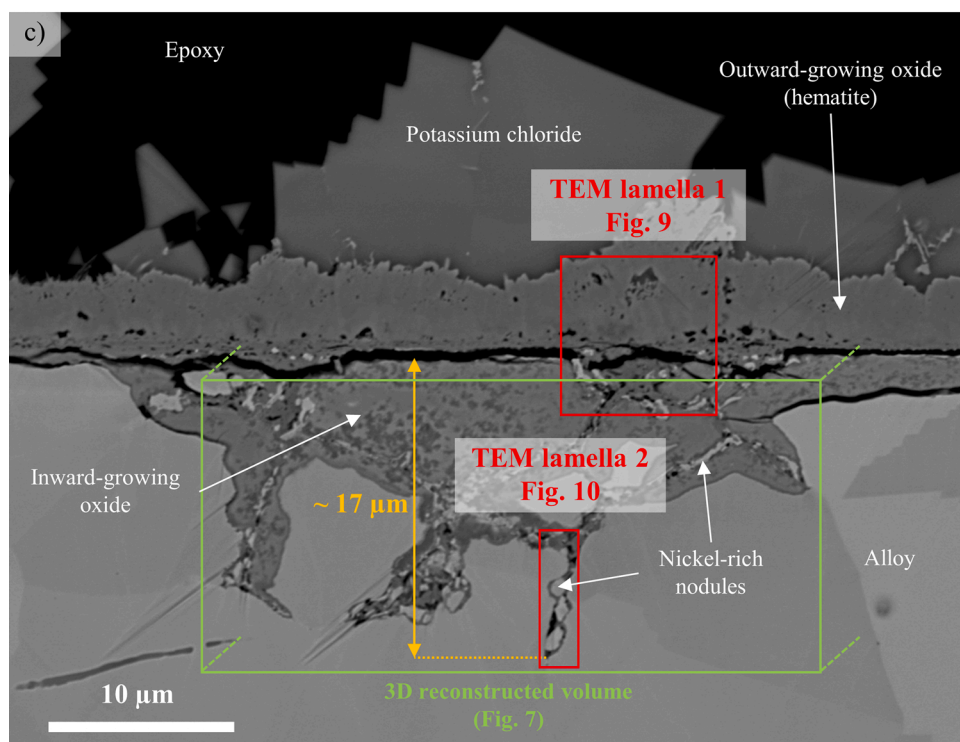 c)
Epoxy
Outward-growing oxide
(hematite)
Potassium chloride
TEM lamella 1
Fig. 9
Inward-growing
oxide
~ 17 µm
TEM lamella 2
Fig. 10
Nickel-rich
nodules
Alloy
10 µm
3D reconstructed volume
(Fig. 7)